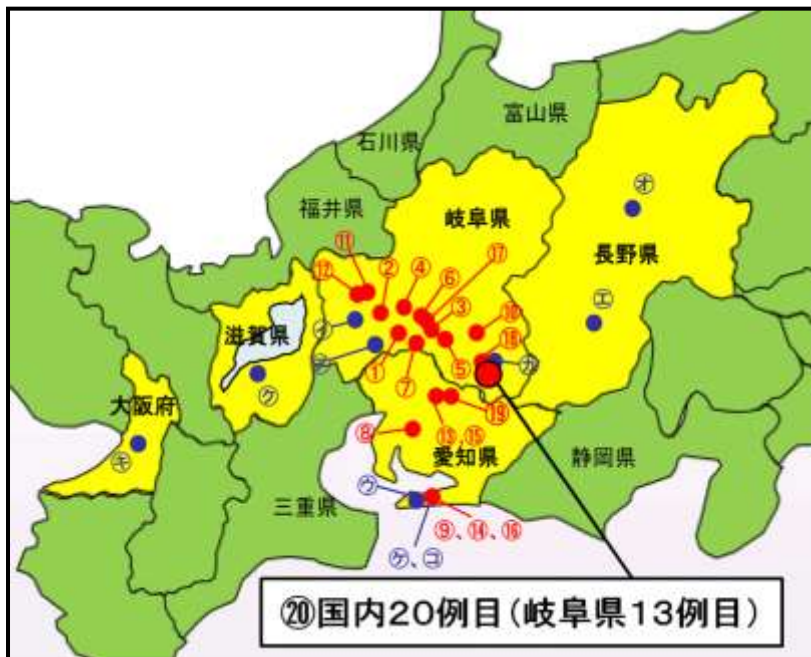 富山県
石川県
福井県
岐阜県
長野県
滋賀県
大阪府
三重県
愛知県
静岡県
⑪
⑫
②
④
⑥
⑰
③
⑩
⑱
①
⑦
⑤
⑧
⑬、⑮
⑲
⑨、⑭、⑯
オ
エ
イ
カ
ク
キ
ウ
ケ、コ
⑳国内20例目(岐阜県13例目)